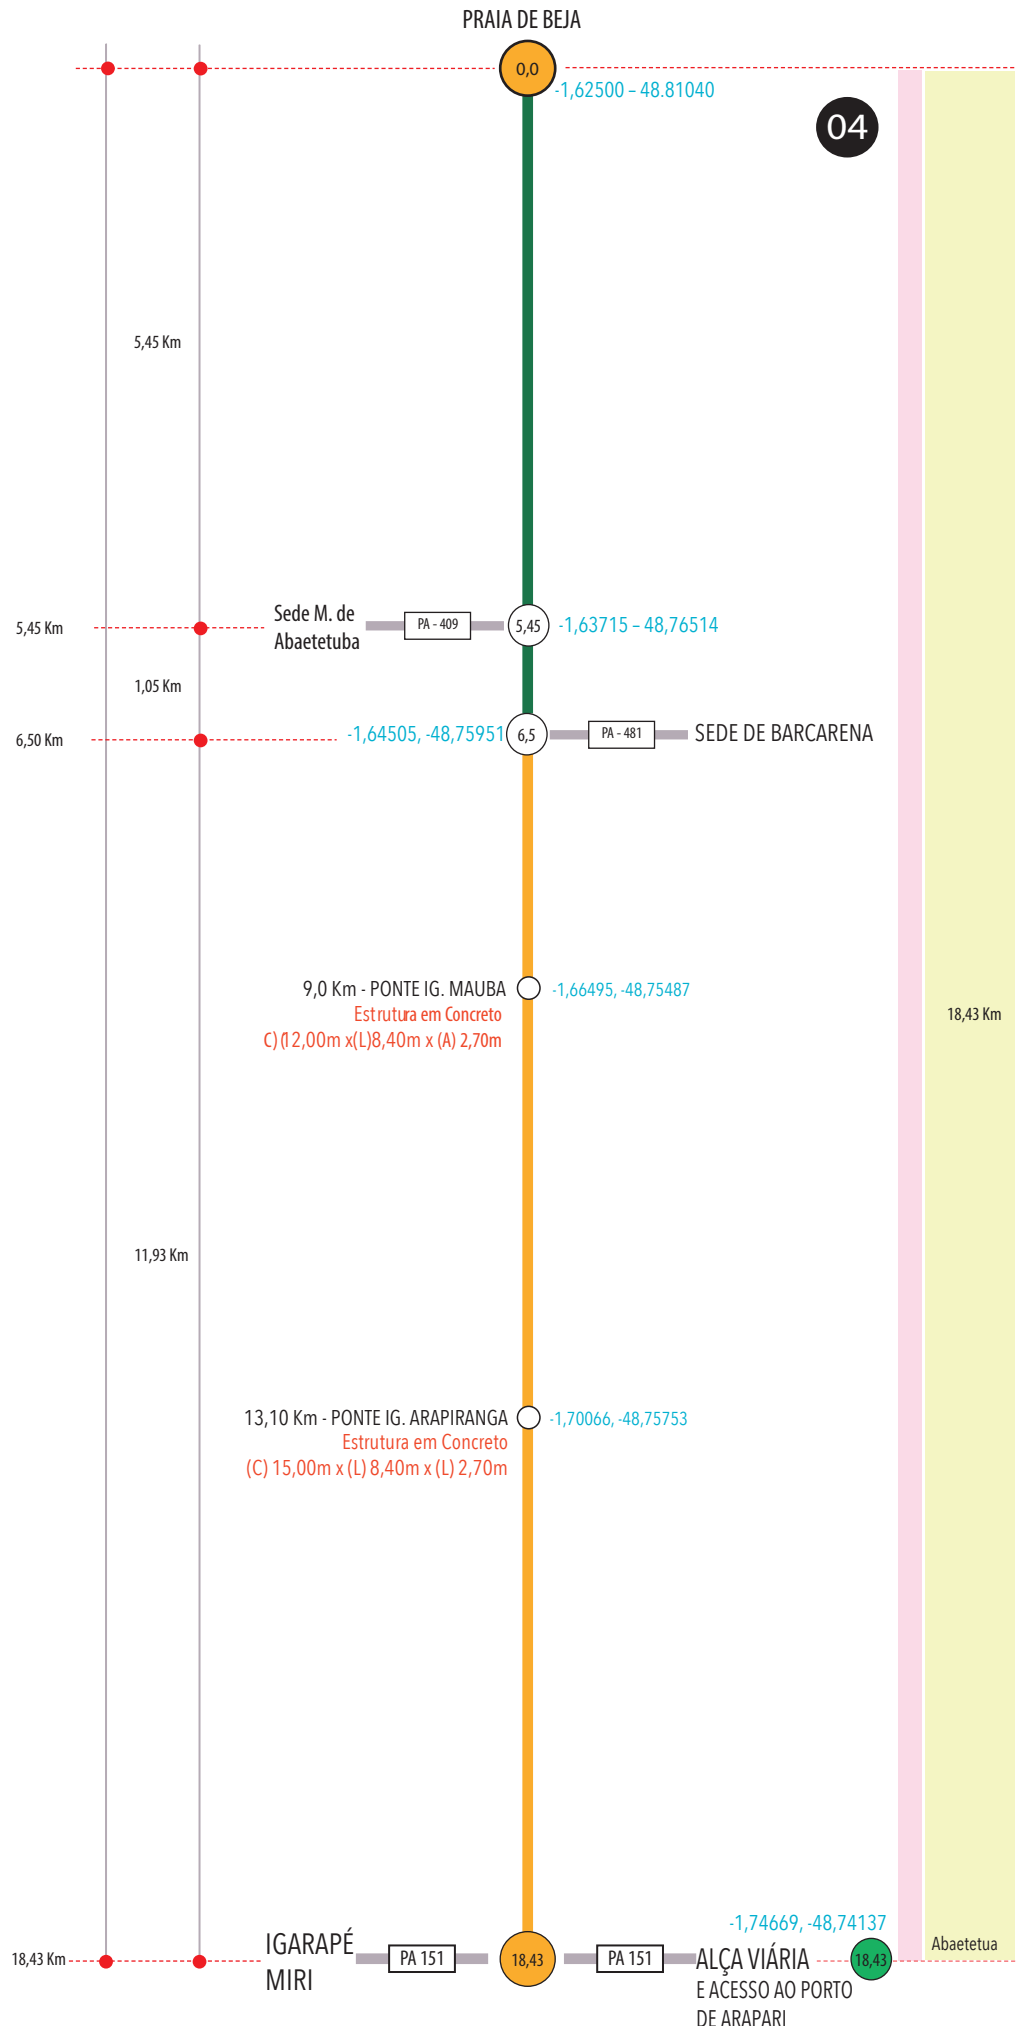 PRAIA DE BEJA
0,0
-1,62500 – 48.81040
04
5,45 Km
Sede M. de
Abaetetuba
PA - 409
5,45
-1,63715 – 48,76514
5,45 Km
1,05 Km
6,50 Km
-1,64505, -48,75951
6,5
PA - 481
SEDE DE BARCARENA
9,0 Km - PONTE IG. MAUBA
-1,66495, -48,75487
Estrutura em Concreto
C) (12,00m x(L)8,40m x (A) 2,70m
18,43 Km
11,93 Km
13,10 Km - PONTE IG. ARAPIRANGA
-1,70066, -48,75753
Estrutura em Concreto
(C) 15,00m x (L) 8,40m x (L) 2,70m
-1,74669, -48,74137
Abaetetua
18,43 Km
IGARAPÉ
MIRI
PA 151
18,43
PA 151
ALÇA VIÁRIA
E ACESSO AO PORTO
DE ARAPARI
18,43